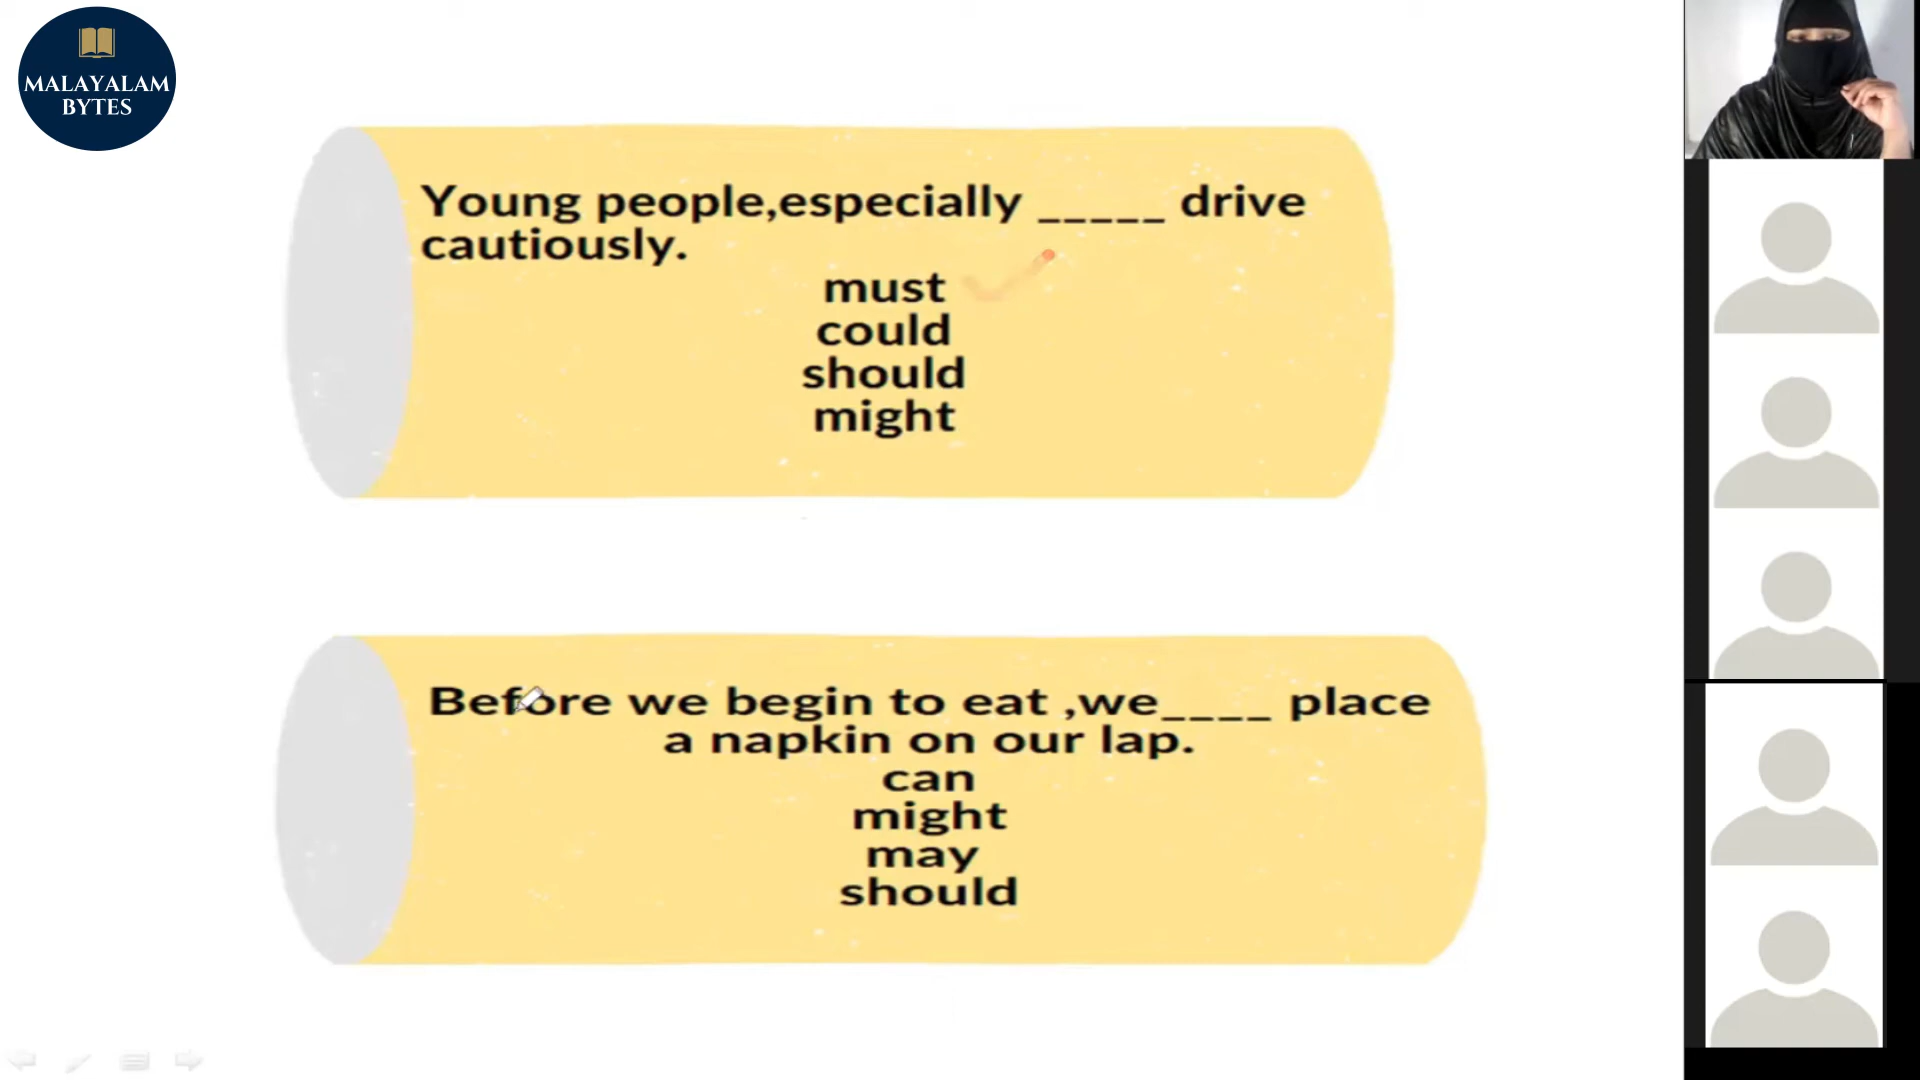 MALAYALAM
BYTES
Young people,especially _____ drive
cautiously.
must
could
should
might
Before we begin to eat ,we____ place
a napkin on our lap.
can
might
may
should